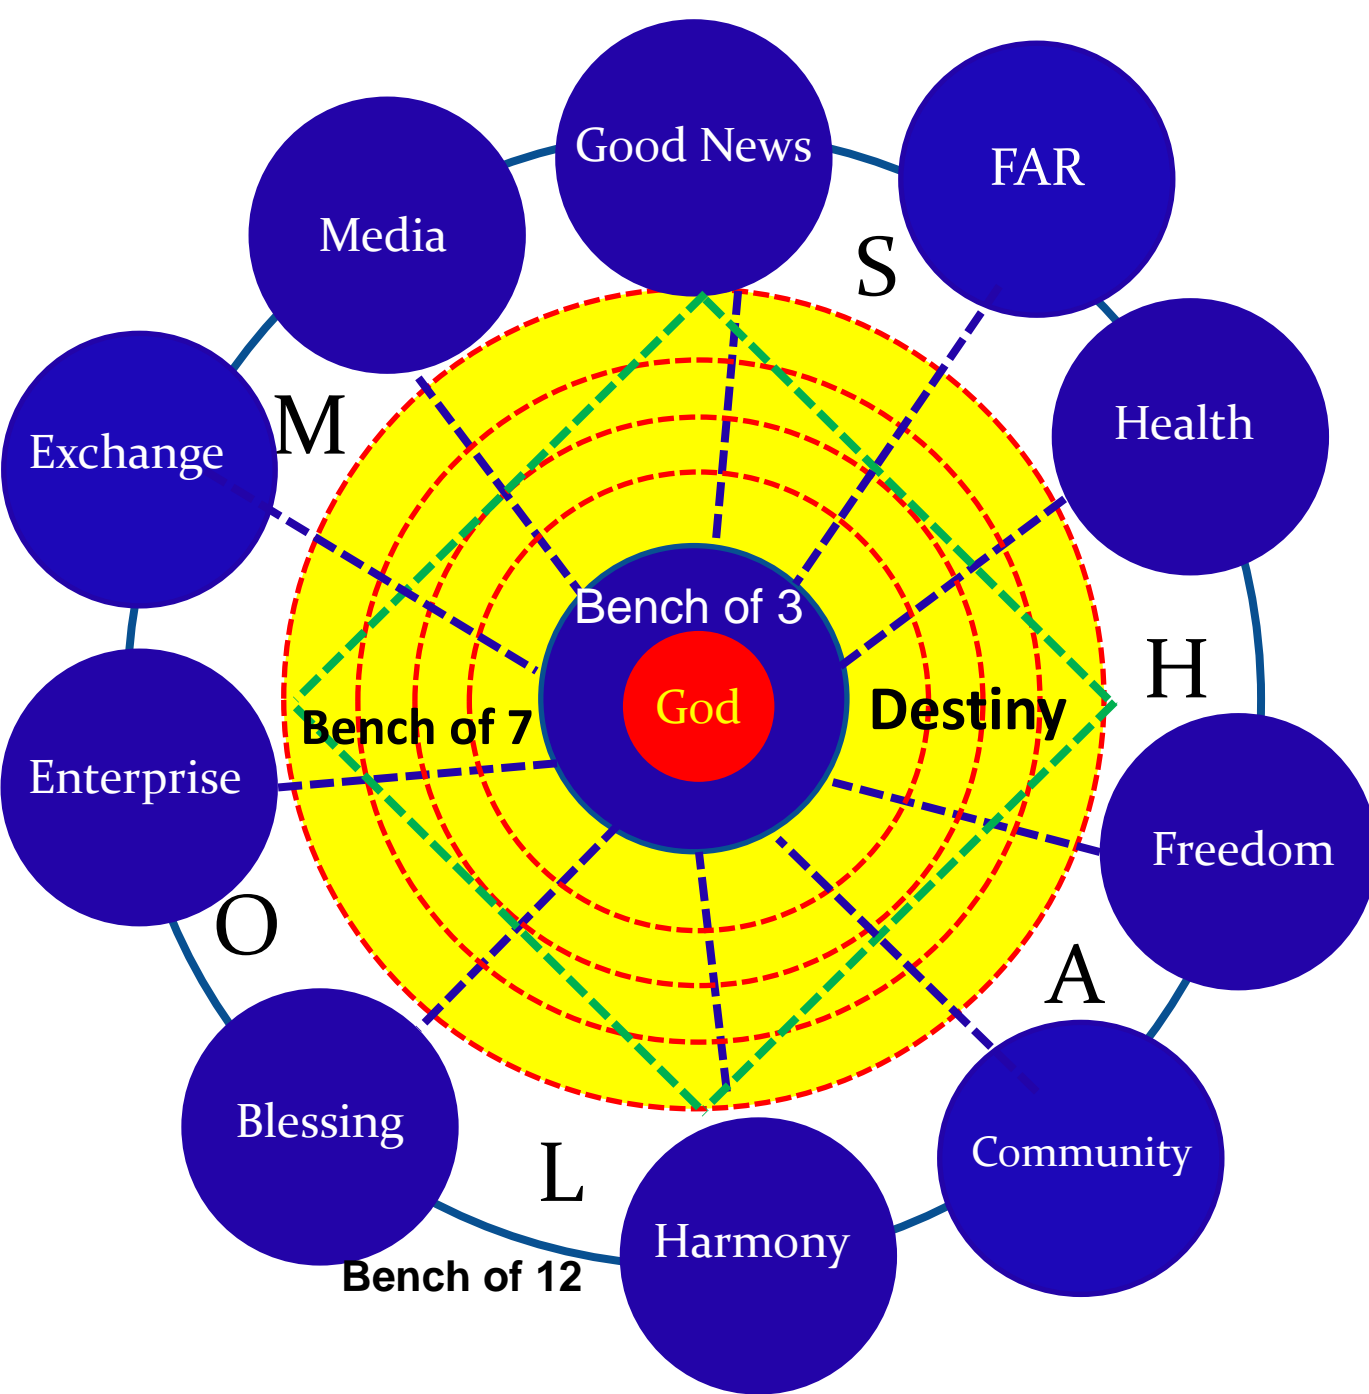 Good News
FAR
Media
S
Health
M
Exchange
Bench of 3
H
God
Destiny
Bench of 7
Enterprise
Freedom
O
A
Blessing
Community
L
Harmony
Bench of 12